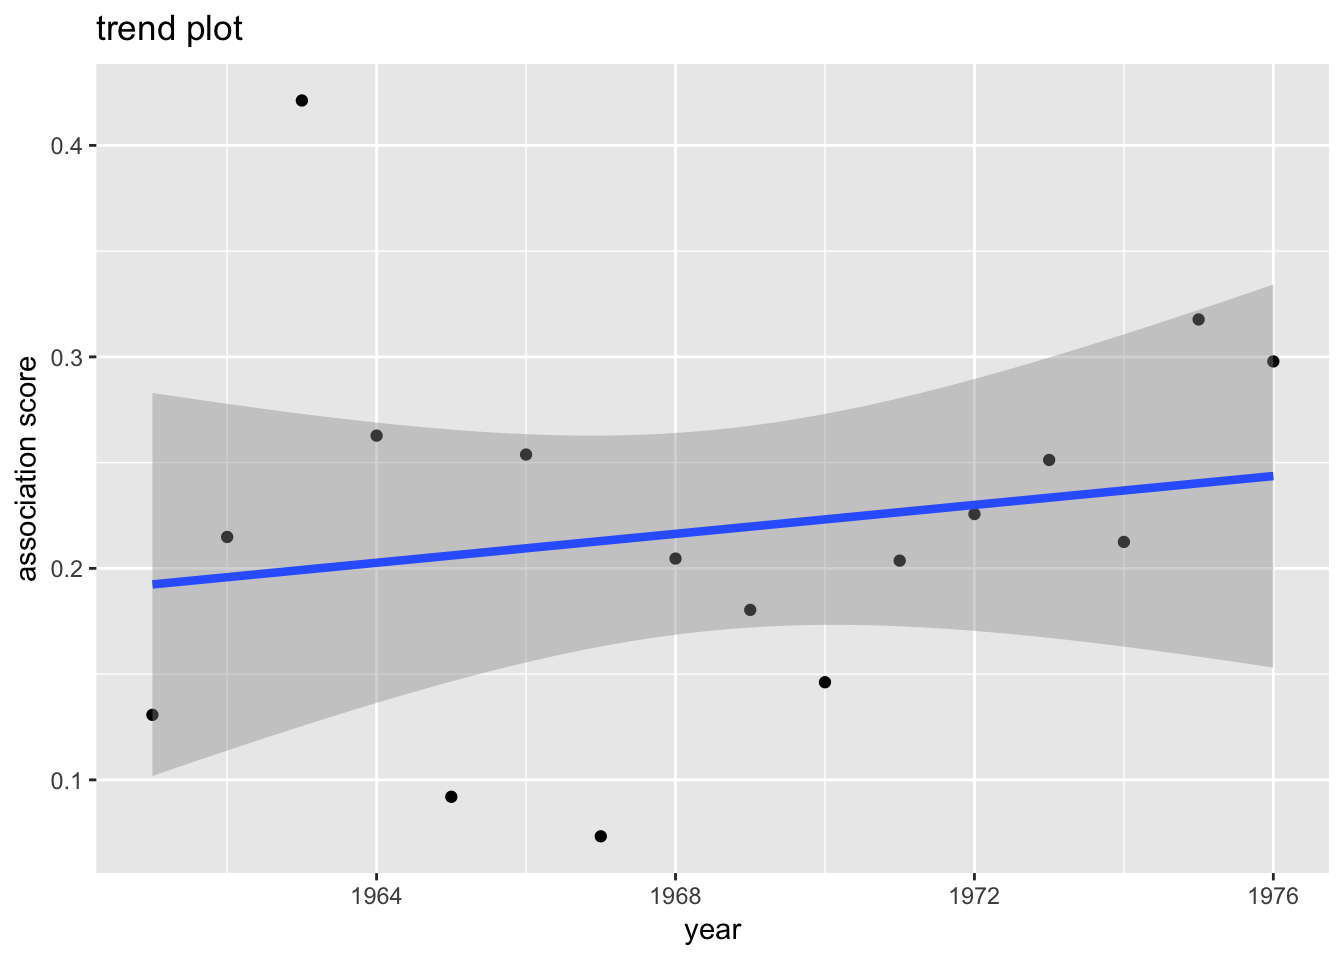 trend plot
association score
0.4
0.3
0.2
0.1
1964 1968 1972 1976
year